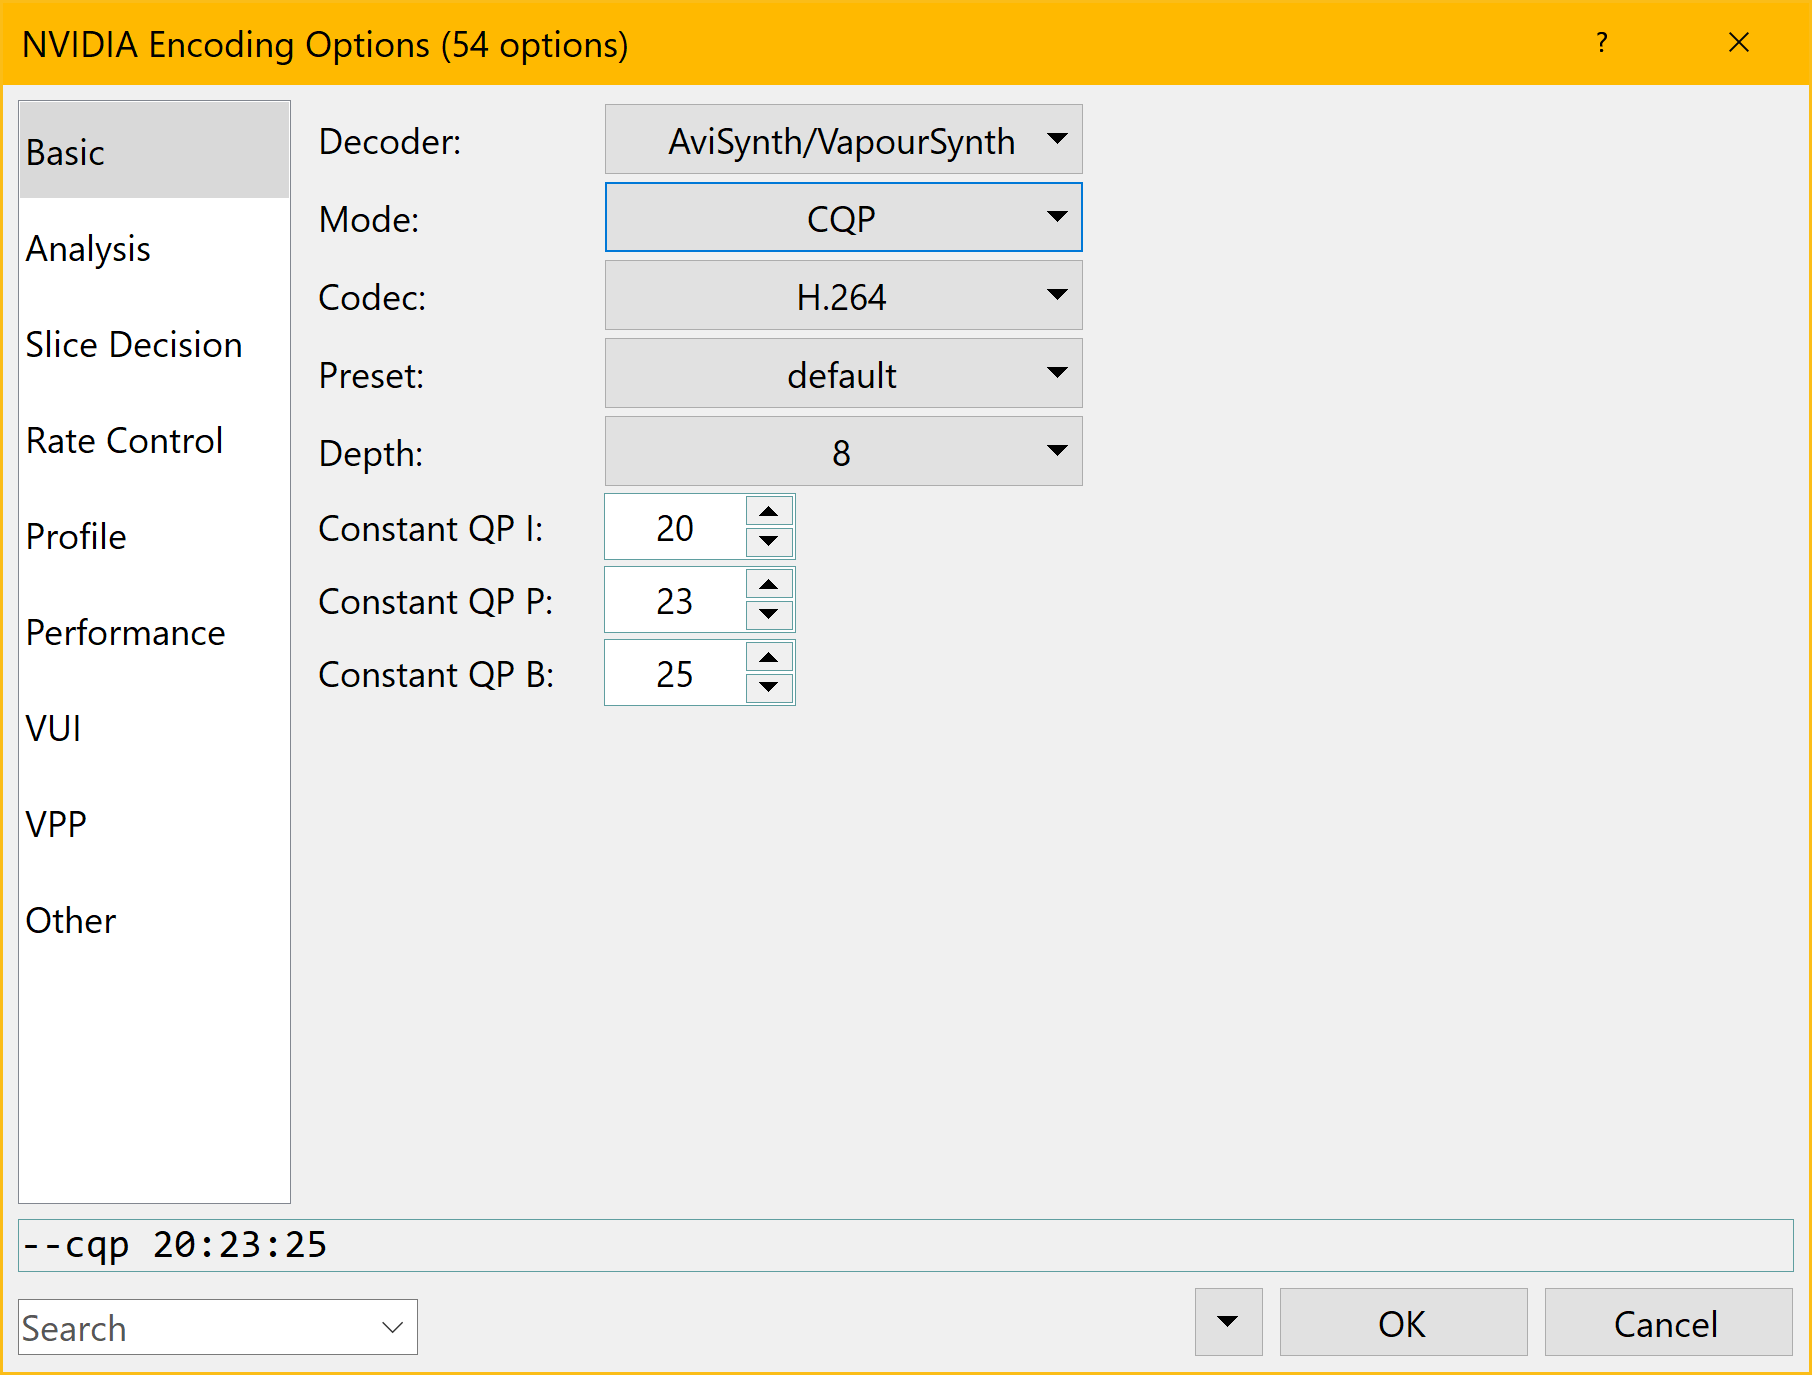 NVIDIA Encoding Options (54 options)
?
Basic
Analysis
Slice Decision
Rate Control
Profile
Performance
VUI
VPP
Other
Decoder: AviSynth/VapourSynth
Mode: CQP
Codec: H.264
Preset: default
Depth: 8
Constant QP I: 20
Constant QP P: 23
Constant QP B: 25
--cqp 20:23:25
Search
OK
Cancel